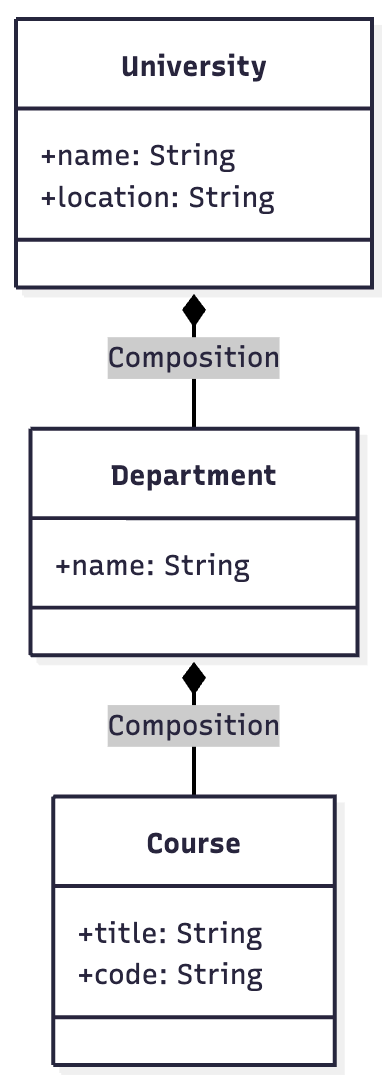 University
+name: String
+location: String
Composition
Department
+name: String
Composition
Course
+title: String
+code: String